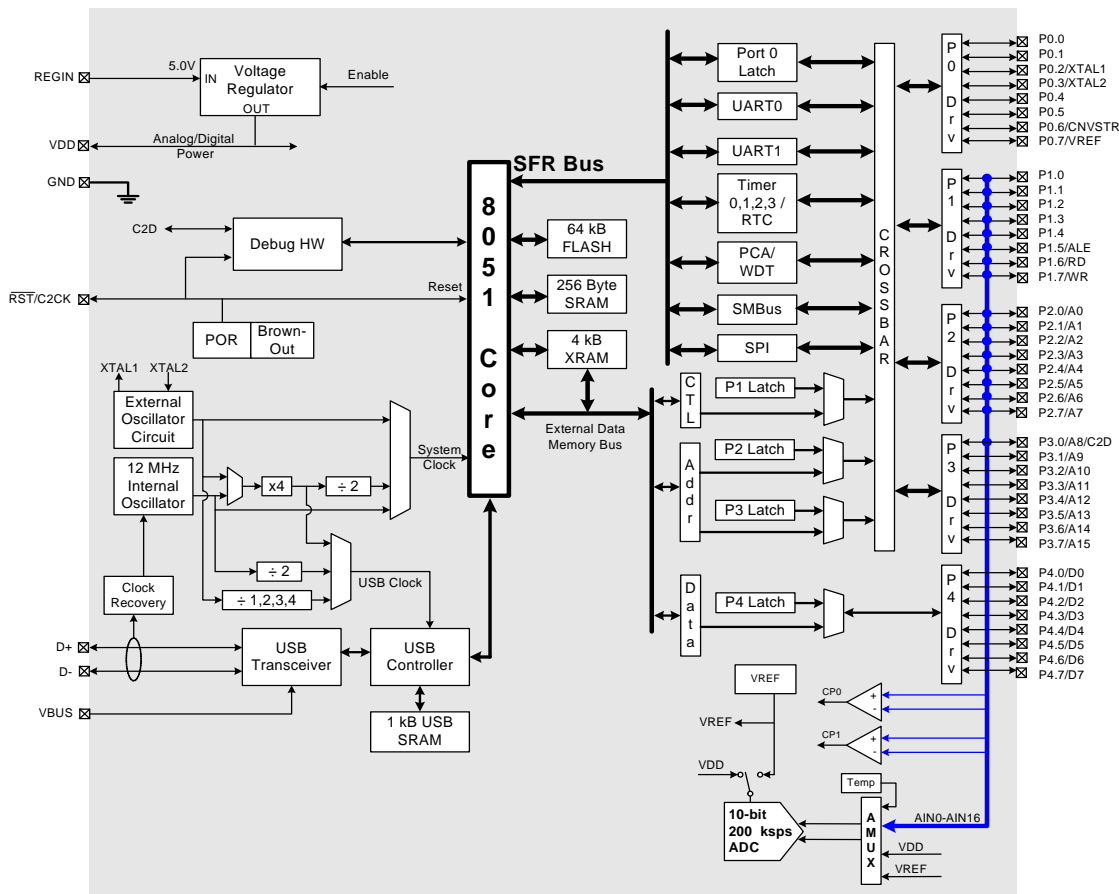 REGIN
5.0V
IN
Voltage
Regulator
OUT
Enable
VDD
Analog/Digital
Power
GND
C2D
Debug HW
RST/C2CK
Reset
POR
Brown-
Out
XTAL1
XTAL2
External
Oscillator
Circuit
12 MHz
Internal
Oscillator
x4
÷ 2
System
Clock
÷ 2
÷ 1,2,3,4
USB Clock
Clock
Recovery
D+
D-
VBUS
USB
Transceiver
USB
Controller
1 kB USB
SRAM
8051 Core
SFR Bus
64 kB
FLASH
256 Byte
SRAM
4 kB
XRAM
External Data
Memory Bus
Port 0
Latch
UART0
UART1
Timer
0,1,2,3 /
RTC
PCA/
WDT
SMBus
SPI
CTL
P1 Latch
Addr
P2 Latch
P3 Latch
Data
P4 Latch
CROSSBAR
P0 Drv
P0.0
P0.1
P0.2/XTAL1
P0.3/XTAL2
P0.4
P0.5
P0.6/CNVSTR
P0.7/VREF
P1 Drv
P1.0
P1.1
P1.2
P1.3
P1.4
P1.5/ALE
P1.6/RD
P1.7/WR
P2 Drv
P2.0/A0
P2.1/A1
P2.2/A2
P2.3/A3
P2.4/A4
P2.5/A5
P2.6/A6
P2.7/A7
P3 Drv
P3.0/A8/C2D
P3.1/A9
P3.2/A10
P3.3/A11
P3.4/A12
P3.5/A13
P3.6/A14
P3.7/A15
P4 Drv
P4.0/D0
P4.1/D1
P4.2/D2
P4.3/D3
P4.4/D4
P4.5/D5
P4.6/D6
P4.7/D7
VREF
VREF
CP0
+
-
CP1
+
-
VDD
Temp
10-bit
200 ksps
ADC
AMUX
AIN0-AIN16
VDD
VREF